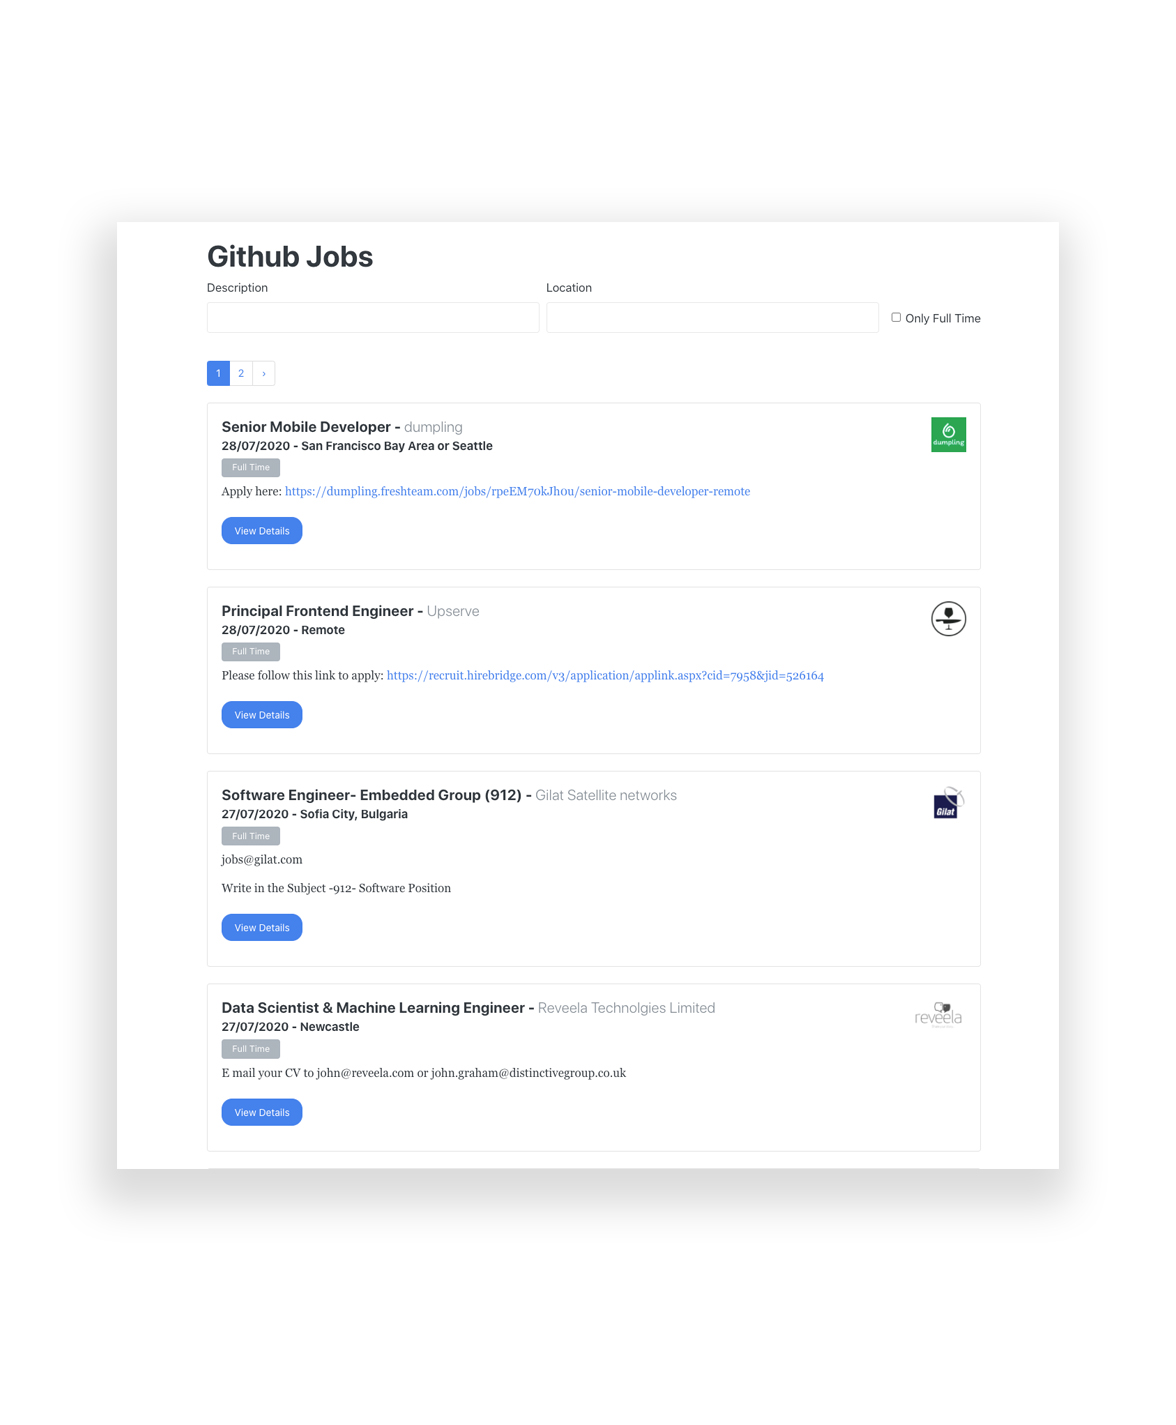 Github Jobs
Description
Location
Only Full Time
1 2 ›
Senior Mobile Developer - dumpling
dumpling
28/07/2020 - San Francisco Bay Area or Seattle
Full Time
Apply here: https://dumpling.freshteam.com/jobs/rpeEM70kJh0u/senior-mobile-developer-remote
View Details
Principal Frontend Engineer - Upserve
28/07/2020 - Remote
Full Time
Please follow this link to apply: https://recruit.hirebridge.com/v3/application/applink.aspx?cid=7958&jid=526164
View Details
Software Engineer- Embedded Group (912) - Gilat Satellite networks
Gilat
27/07/2020 - Sofia City, Bulgaria
Full Time
jobs@gilat.com
Write in the Subject -912- Software Position
View Details
Data Scientist & Machine Learning Engineer - Reveela Technolgies Limited
reveela
27/07/2020 - Newcastle
Full Time
E mail your CV to john@reveela.com or john.graham@distinctivegroup.co.uk
View Details